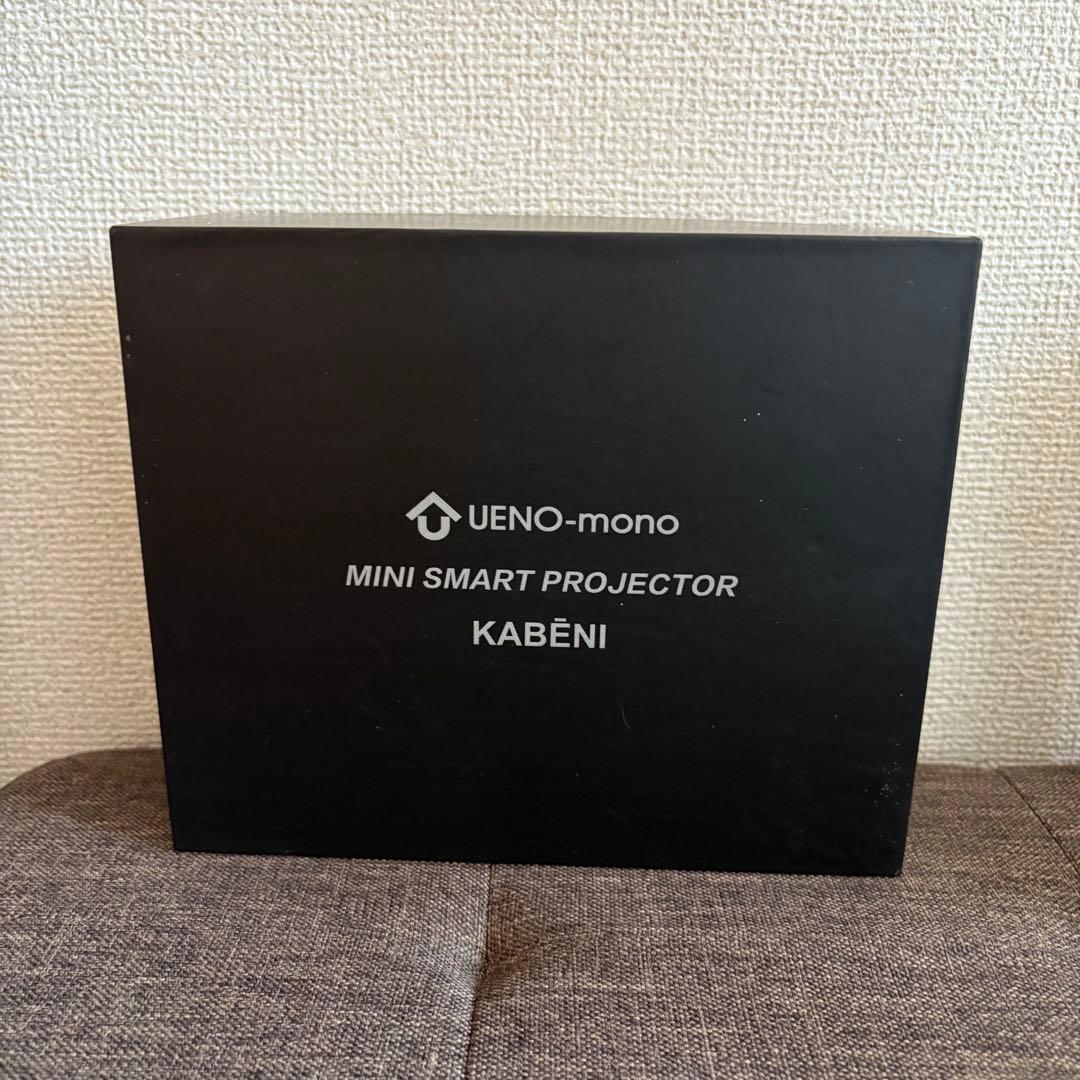 UENO-mono
MINI SMART PROJECTOR
KABĒNI